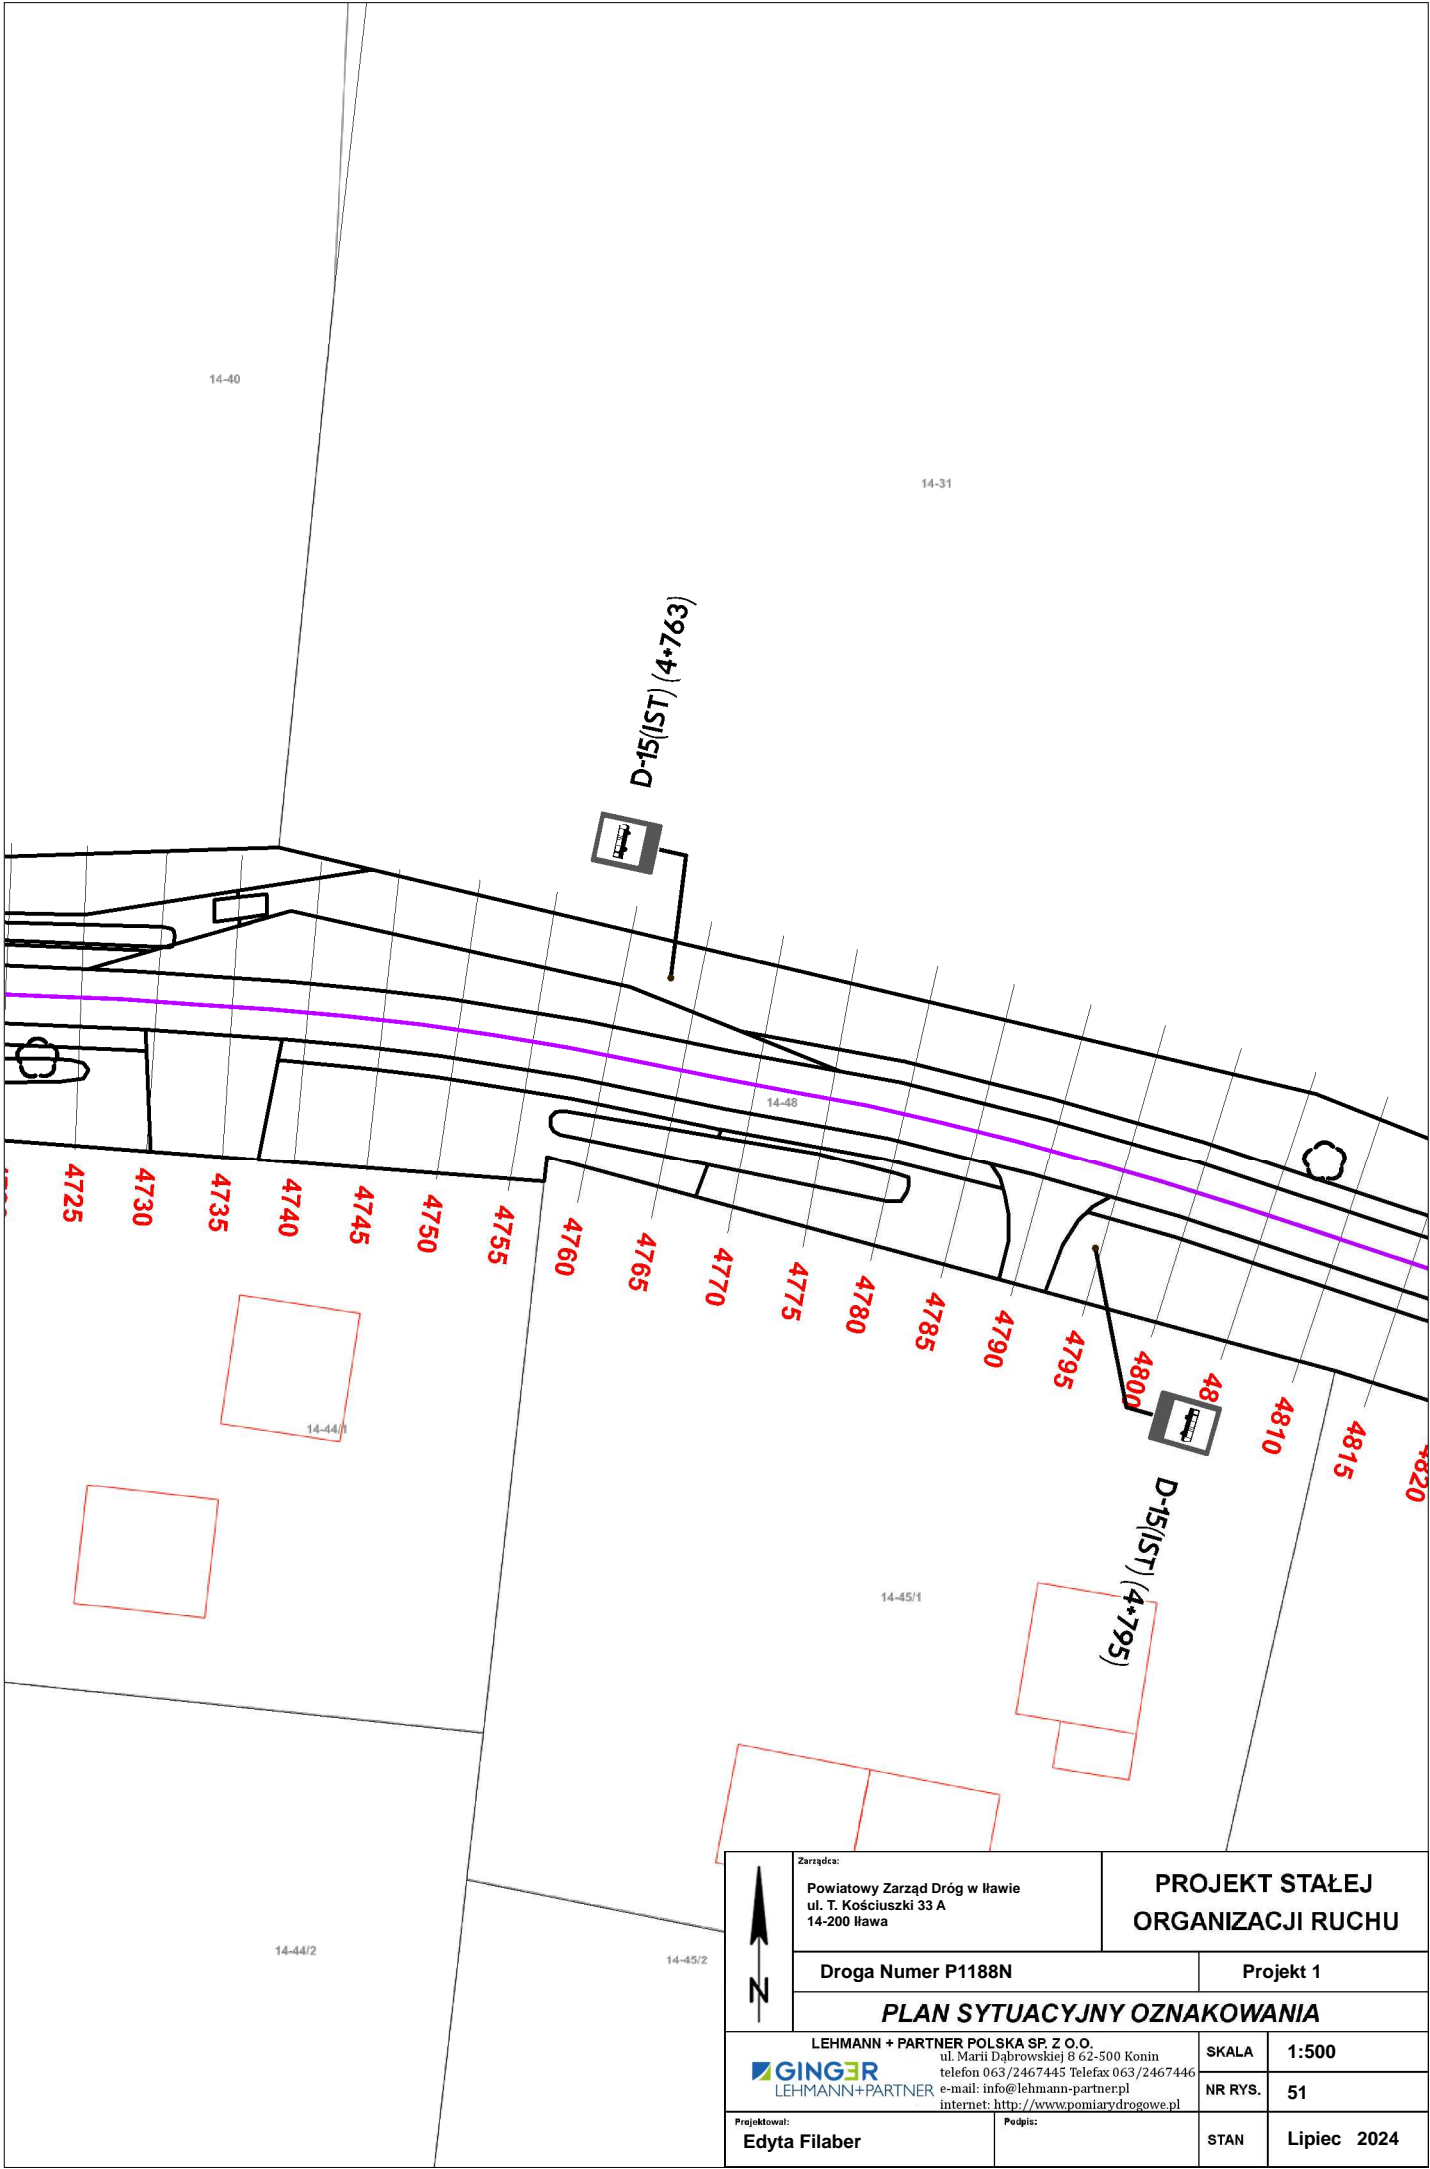 14-40
14-31
D-15(IST) (4+763)
14-48
4725
4730
4735
4740
4745
4750
4755
4760
4765
4770
4775
4780
4785
4790
4795
4800
48
4810
4815
4820
14-44/1
D-15(IST) (4+795)
14-45/1
14-44/2
14-45/2
Zarządca:
Powiatowy Zarząd Dróg w Iławie
ul. T. Kościuszki 33 A
14-200 Iława
PROJEKT STAŁEJ
ORGANIZACJI RUCHU
N
Droga Numer P1188N
Projekt 1
PLAN SYTUACYJNY OZNAKOWANIA
LEHMANN + PARTNER POLSKA SP. Z O.O.
ul. Marii Dąbrowskiej 8 62-500 Konin
telefon 063/2467445 Telefax 063/2467446
e-mail: info@lehmann-partner.pl
internet: http://www.pomiarydrogowe.pl
GINGER
LEHMANN+PARTNER
SKALA 1:500
NR RYS. 51
Projektował:
Edyta Filaber
Podpis:
STAN Lipiec 2024